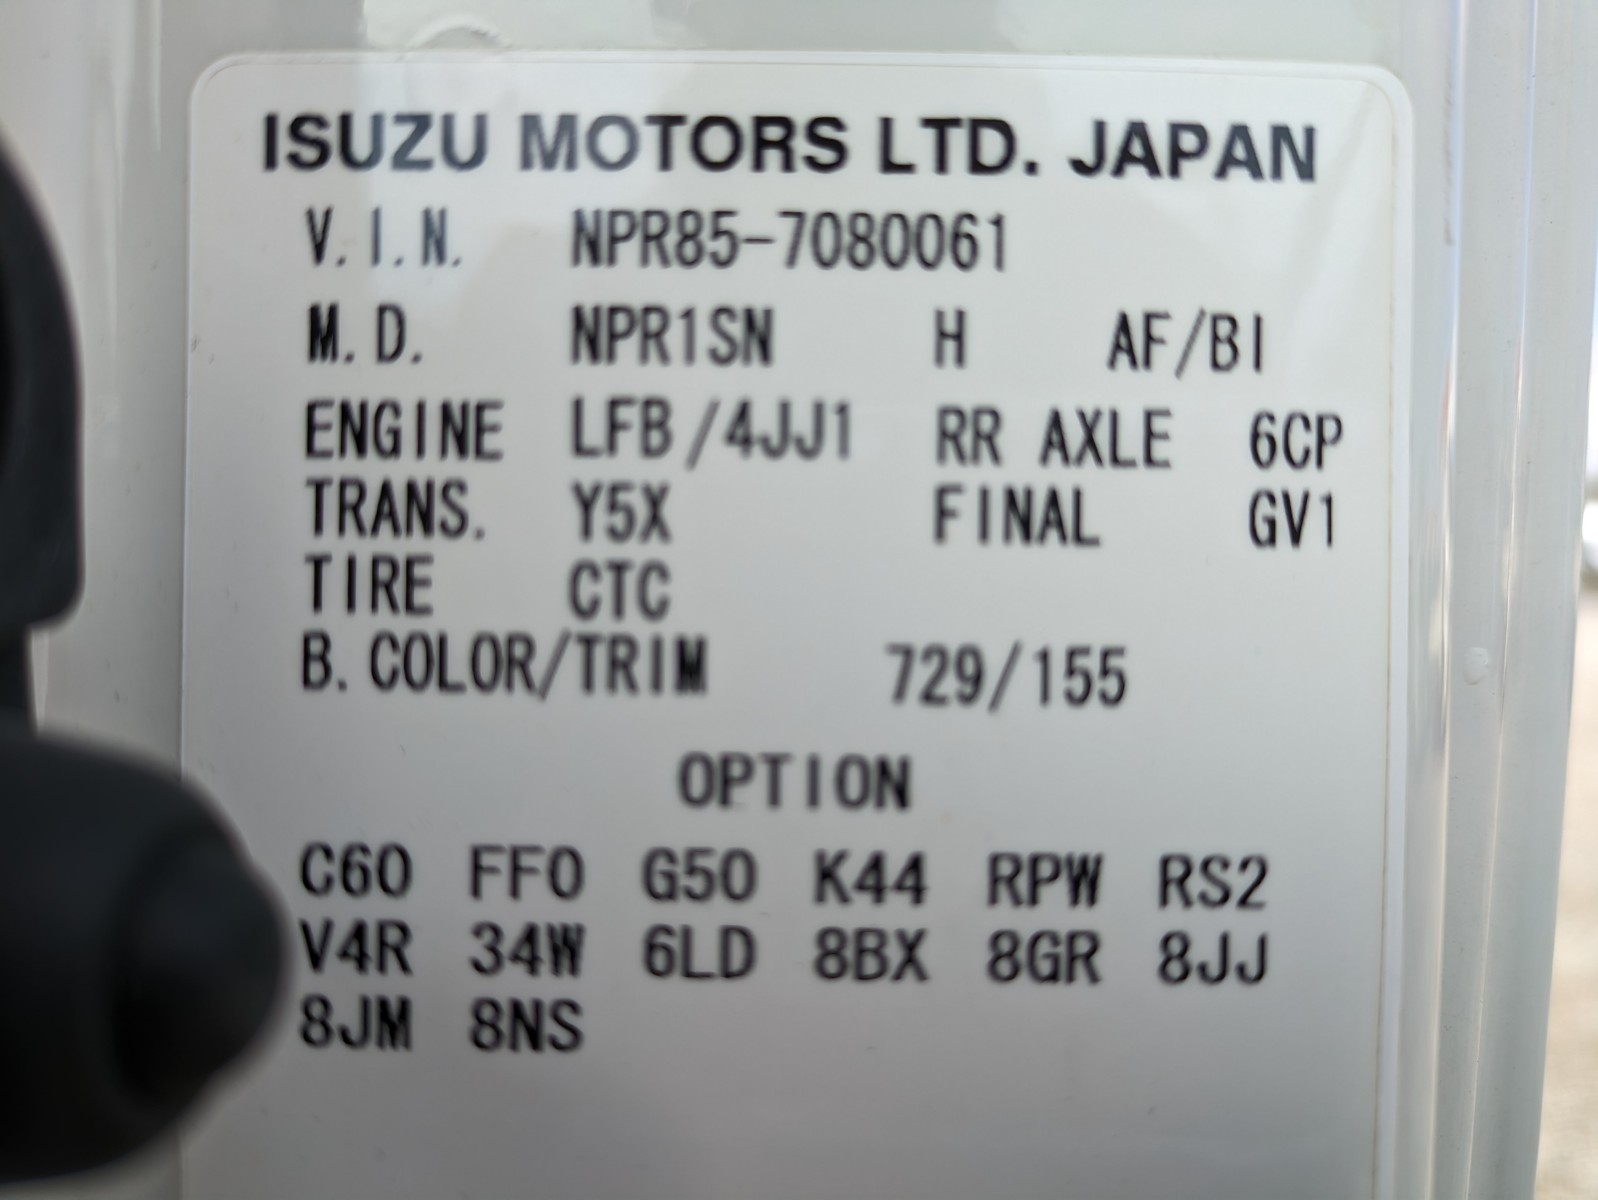 ISUZU MOTORS LTD. JAPAN
V.I.N. NPR85-7080061
M.D. NPR1SN H AF/BI
ENGINE LFB/4JJ1 RR AXLE 6CP
TRANS. Y5X FINAL GV1
TIRE CTC
B.COLOR/TRIM 729/155
OPTION
C60 FF0 G50 K44 RPW RS2
V4R 34W 6LD 8BX 8GR 8JJ
8JM 8NS